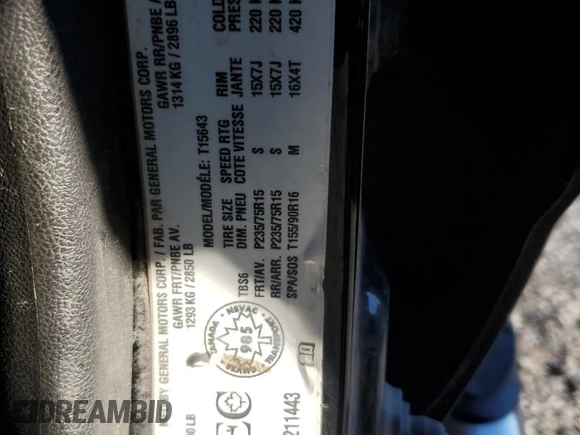 BY GENERAL MOTORS CORP. / FAB. PAR GENERAL MOTORS CORP.
GAWR FRT/PNBE AV. GAWR RR/PNBE A
1293 KG / 2850 LB 1314 KG / 2896 LB
MODEL/MODÈLE: T15643
TIRE SIZE SPEED RTG RIM COLD
DIM. PNEU COTE VITESSE JANTE PRES
TBS6
FRT/AV. P235/75R15 S 15X7J 220 K
RR/ARR. P235/75R15 S 15X7J 220 K
SPA/SOS T155/90R16 M 16X4T 420 K
CANADA NSVAC TRANSPORT
985
211443
DREAMBID